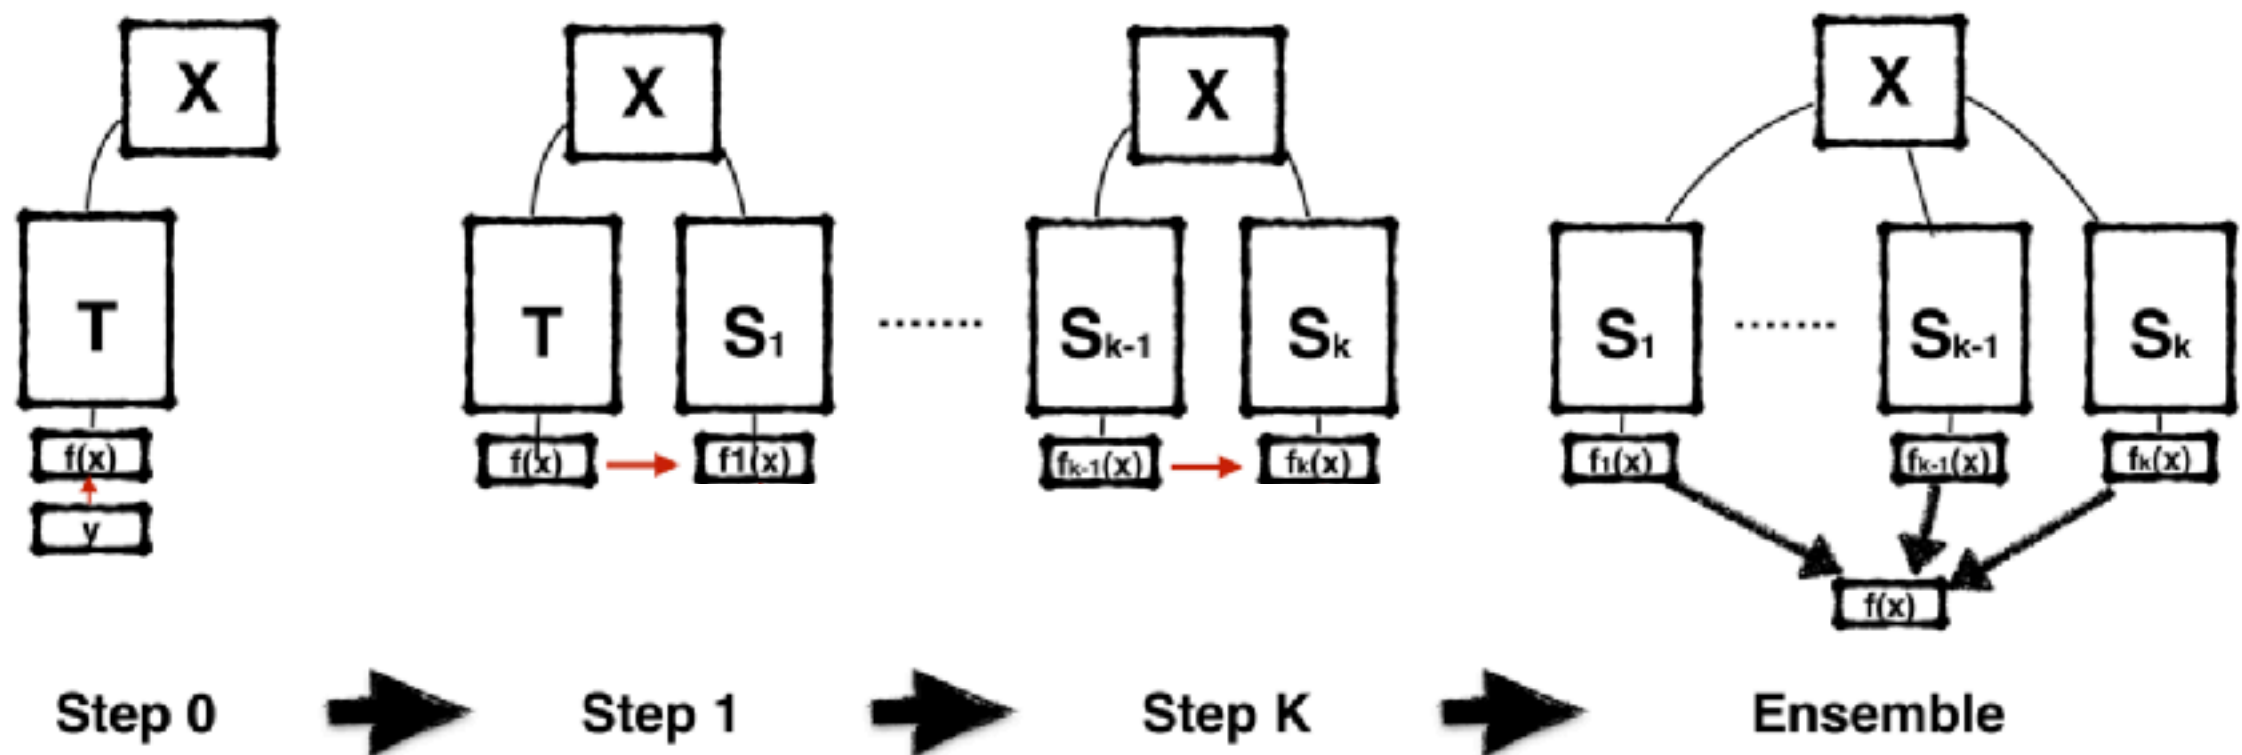 X X X X
T T S1 ....... Sk-1 Sk S1 ....... Sk-1 Sk
f(x) f(x) f1(x) fk-1(x) fk(x) f1(x) fk-1(x) fk(x)
y
f(x)
Step 0 Step 1 Step K Ensemble